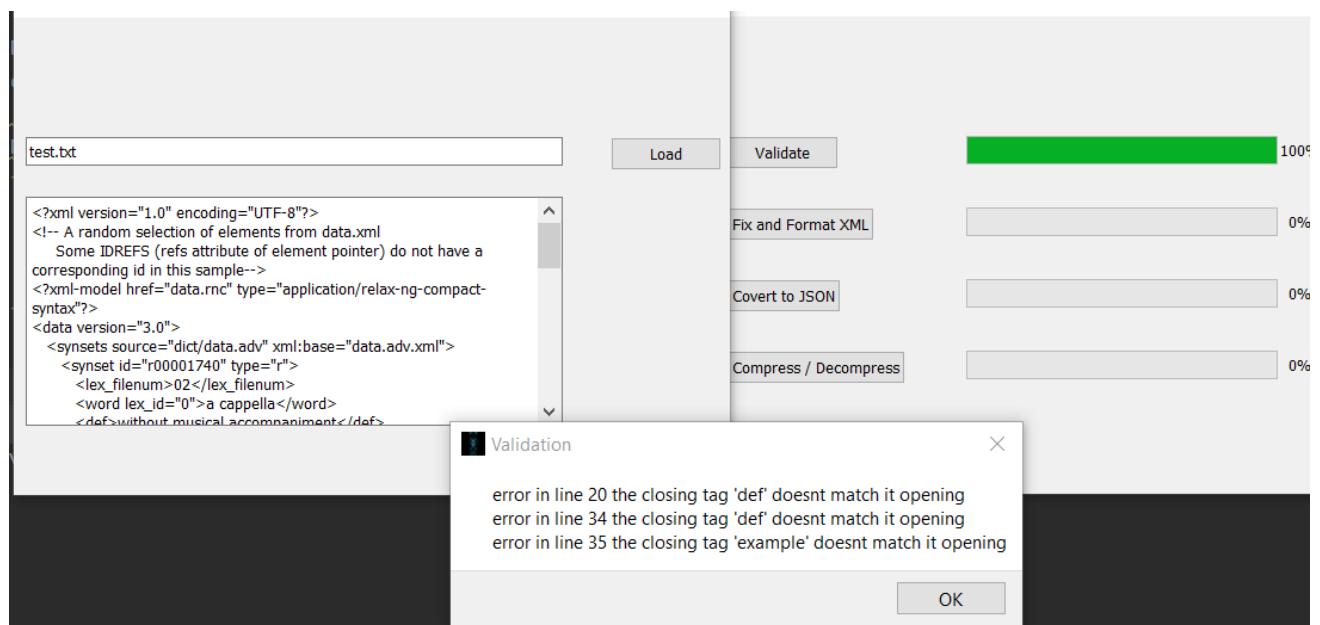 test.txt
Load
Validate
100%
<?xml version="1.0" encoding="UTF-8"?>
<!-- A random selection of elements from data.xml
Some IDREFS (refs attribute of element pointer) do not have a
corresponding id in this sample-->
<?xml-model href="data.rnc" type="application/relax-ng-compact-
syntax"?>
<data version="3.0">
<synsets source="dict/data.adv" xml:base="data.adv.xml">
<synset id="r00001740" type="r">
<lex_filenum>02</lex_filenum>
<word lex_id="0">a cappella</word>
<def>without musical accompaniment</def>
Fix and Format XML
0%
Covert to JSON
0%
Compress / Decompress
0%
Validation
error in line 20 the closing tag 'def' doesnt match it opening
error in line 34 the closing tag 'def' doesnt match it opening
error in line 35 the closing tag 'example' doesnt match it opening
OK